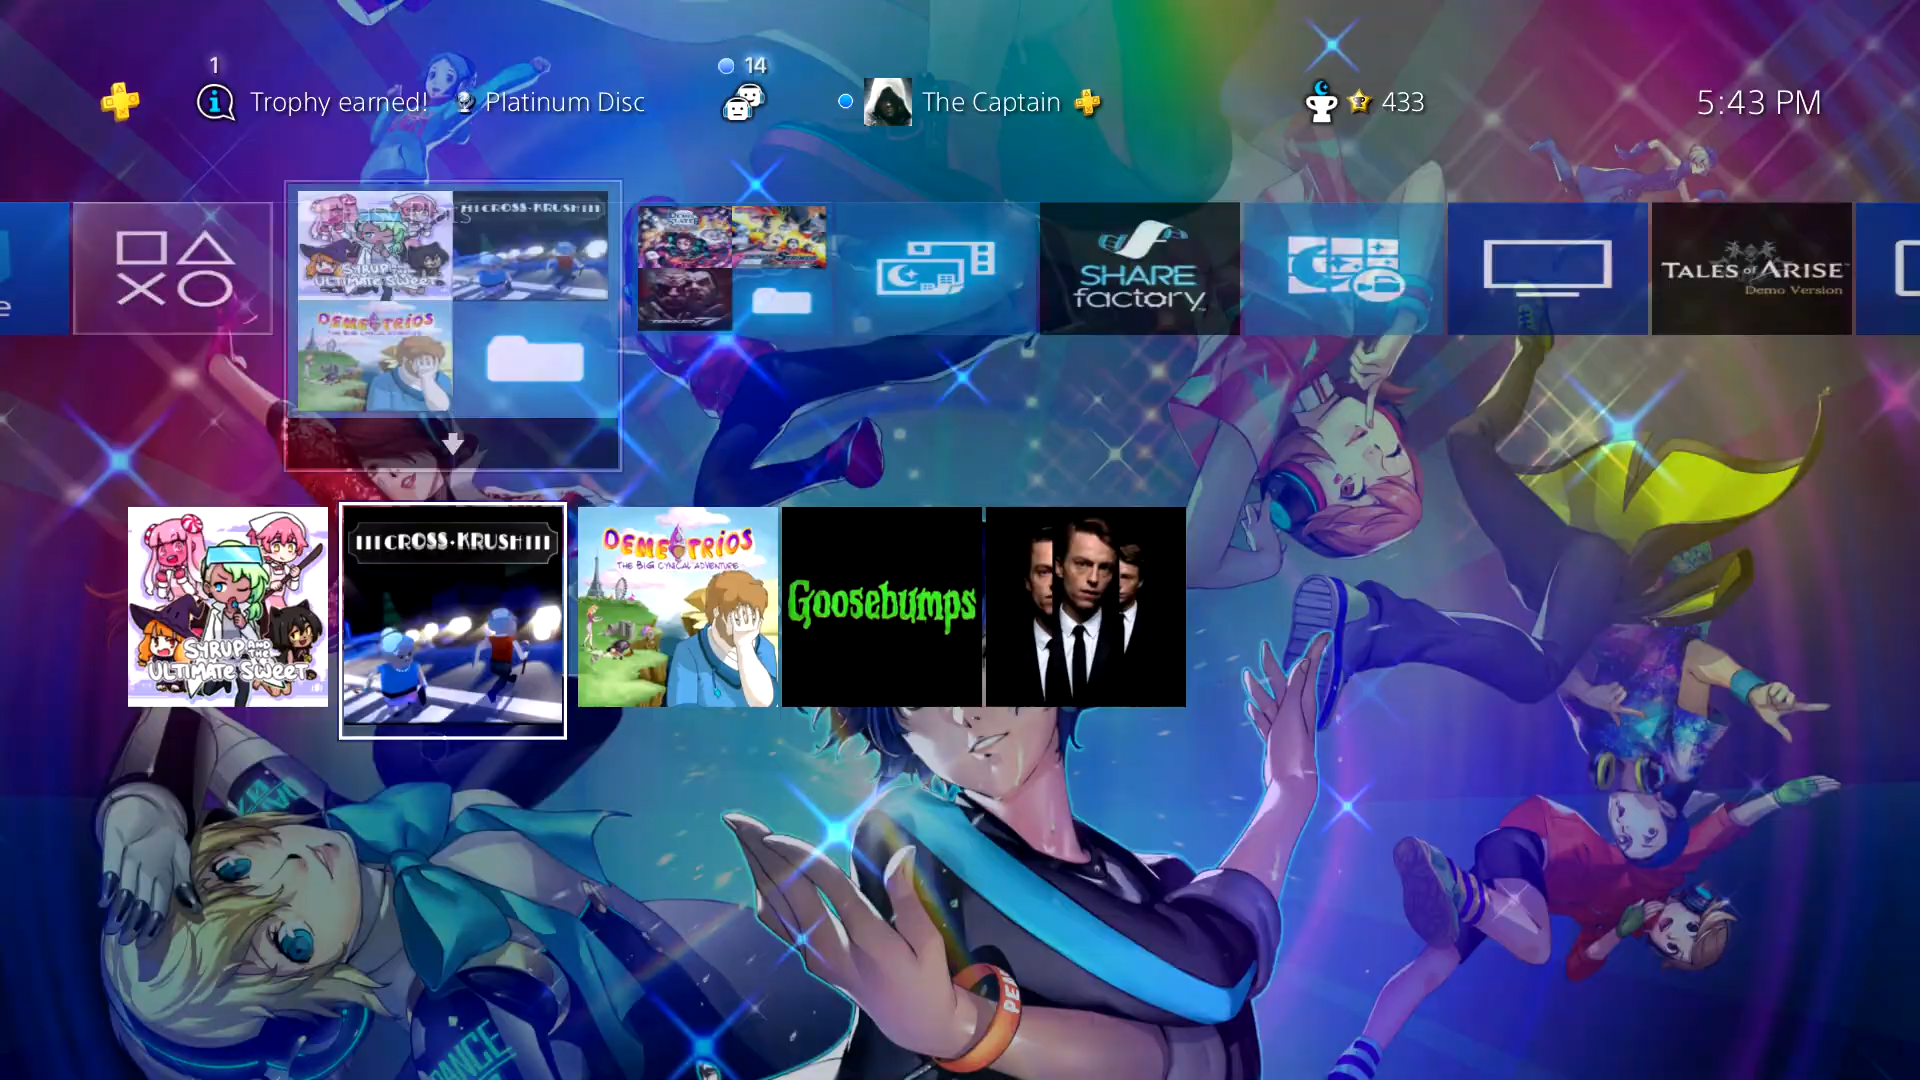 1
14
Trophy earned!
Platinum Disc
The Captain
433
5:43 PM
e
SYRUP AND THE
ULTIMATE SWEET
CROSS·KRUSH
DEMETRIOS
SHARE
factory
TALES of ARISE
Demo Version
SYRUP AND THE
ULTIMATE SWEET
CROSS·KRUSH
DEMETRIOS
THE BIG CYNICAL ADVENTURE
GOOSEBUMPS
DANCE